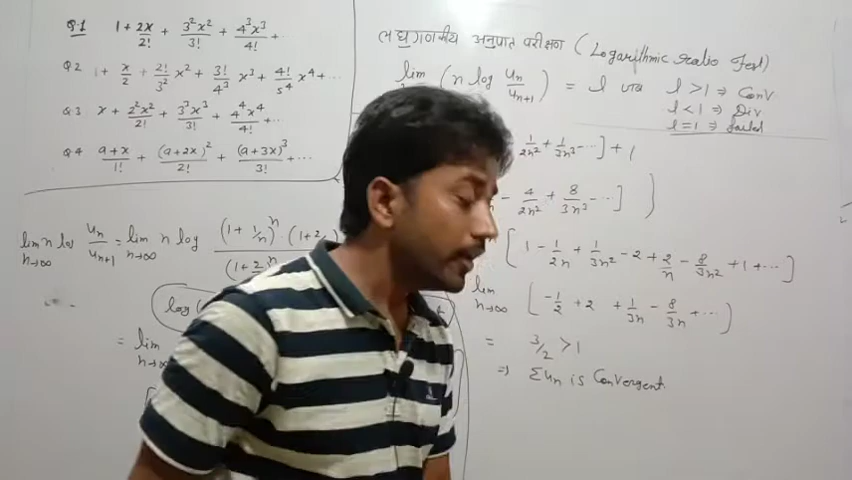 Q.1 1 + 2x/2! + 3²x²/3! + 4³x³/4! + ..
Q2 1 + x/2 + 2!/3² x² + 3!/4³ x³ + 4!/5⁴ x⁴ + ...
Q3 x + 2²x²/2! + 3³x³/3! + 4⁴x⁴/4! + ..
Q4 a+x/1! + (a+2x)²/2! + (a+3x)³/3! + ...
लघुगणकीय अनुपात परीक्षण (Logarithmic ratio Test)
lim (n log uₙ/uₙ₊₁) = l जब l > 1 ⇒ Conv
l < 1 ⇒ Div
l = 1 ⇒ failed
lim n→∞ n log uₙ/uₙ₊₁ = lim n→∞ n log (1 + 1/n)ⁿ · (1 + 2/
(1 + 2/n)
log (
= lim n→∞
1/2n² + 1/3n³ ...] + 1
- 4/2n² + 8/3n³ - ...] )
[ 1 - 1/2n + 1/3n² - 2 + 2/n - 8/3n² + 1 + ... ]
lim n→∞ [ -1/2 + 2 + 1/3n - 8/3n + ... )
= 3/2 > 1
⇒ Σuₙ is Convergent.